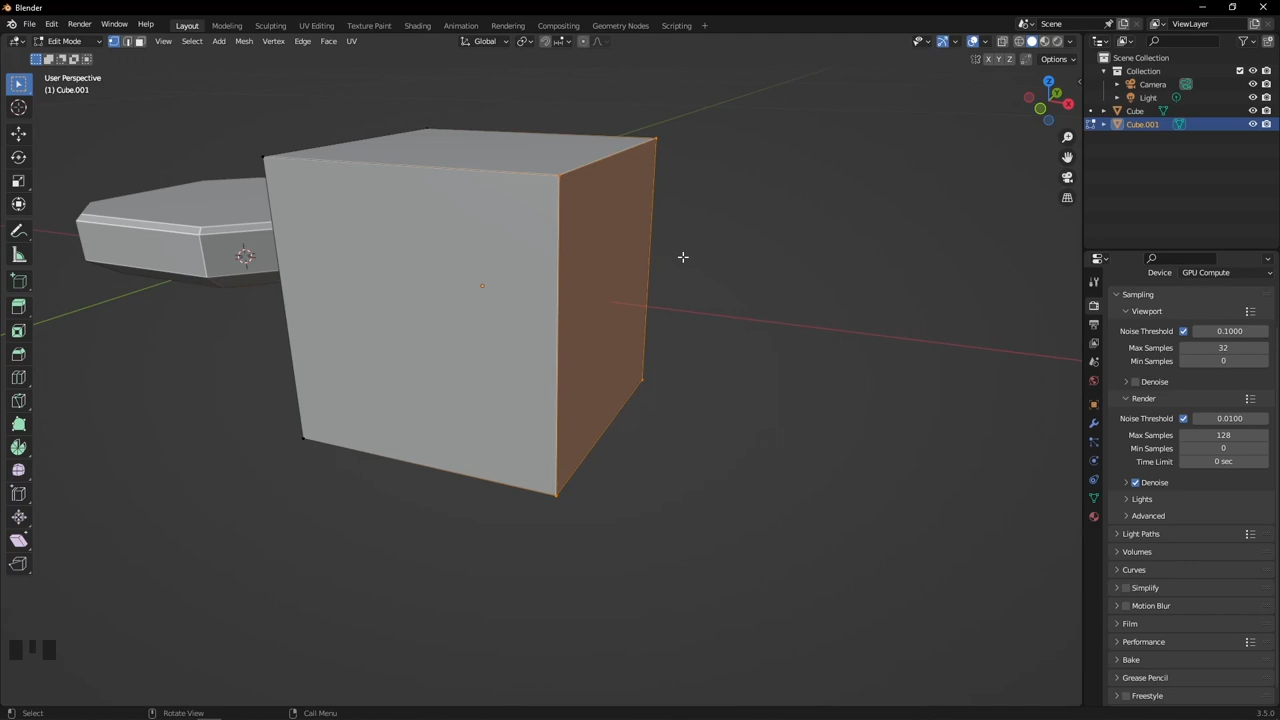 Blender
File Edit Render Window Help Layout Modeling Sculpting UV Editing Texture Paint Shading Animation Rendering Compositing Geometry Nodes Scripting + Scene ViewLayer
Edit Mode View Select Add Mesh Vertex Edge Face UV Global
X Y Z Options
User Perspective
(1) Cube.001
Z
Y
X
Scene Collection
Collection
Camera
Light
Cube
Cube.001
Device GPU Compute
Sampling
Viewport
Noise Threshold 0.1000
Max Samples 32
Min Samples 0
Denoise
Render
Noise Threshold 0.0100
Max Samples 128
Min Samples 0
Time Limit 0 sec
Denoise
Lights
Advanced
Light Paths
Volumes
Curves
Simplify
Motion Blur
Film
Performance
Bake
Grease Pencil
Freestyle
Select Rotate View Call Menu 3.5.0